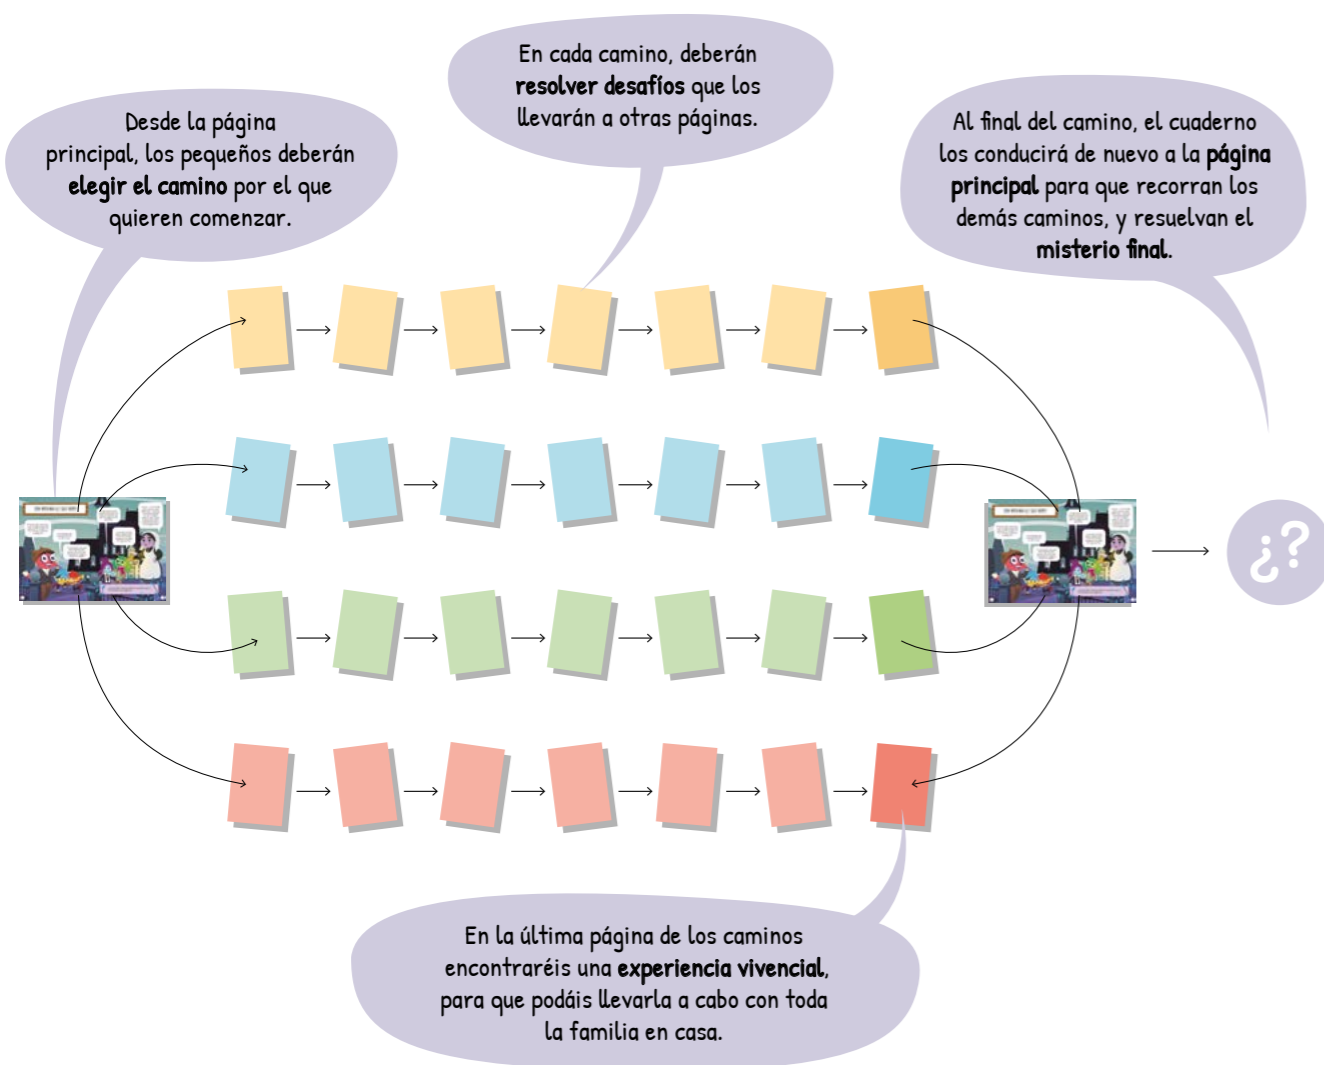 Desde la página
principal, los pequeños deberán
elegir el camino por el que
quieren comenzar.
En cada camino, deberán
resolver desafíos que los
llevarán a otras páginas.
Al final del camino, el cuaderno
los conducirá de nuevo a la página
principal para que recorran los
demás caminos, y resuelvan el
misterio final.
¿?
En la última página de los caminos
encontraréis una experiencia vivencial,
para que podáis llevarla a cabo con toda
la familia en casa.